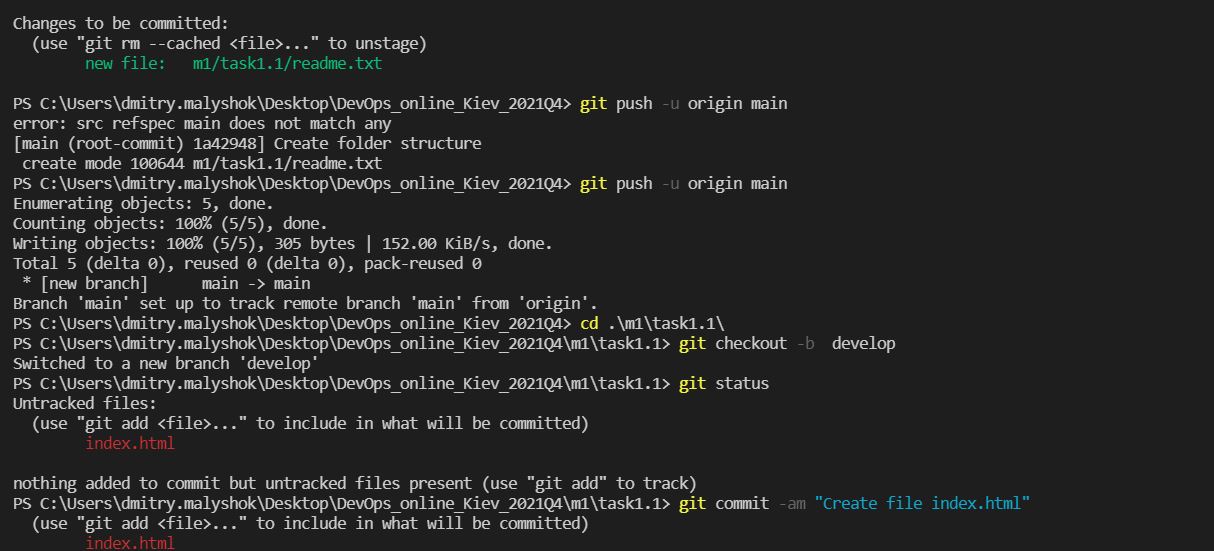 Changes to be committed:
  (use "git rm --cached <file>..." to unstage)
        new file:   m1/task1.1/readme.txt

PS C:\Users\dmitry.malyshok\Desktop\DevOps_online_Kiev_2021Q4> git push -u origin main
error: src refspec main does not match any
[main (root-commit) 1a42948] Create folder structure
 create mode 100644 m1/task1.1/readme.txt
PS C:\Users\dmitry.malyshok\Desktop\DevOps_online_Kiev_2021Q4> git push -u origin main
Enumerating objects: 5, done.
Counting objects: 100% (5/5), done.
Writing objects: 100% (5/5), 305 bytes | 152.00 KiB/s, done.
Total 5 (delta 0), reused 0 (delta 0), pack-reused 0
 * [new branch]      main -> main
Branch 'main' set up to track remote branch 'main' from 'origin'.
PS C:\Users\dmitry.malyshok\Desktop\DevOps_online_Kiev_2021Q4> cd .\m1\task1.1\
PS C:\Users\dmitry.malyshok\Desktop\DevOps_online_Kiev_2021Q4\m1\task1.1> git checkout -b  develop
Switched to a new branch 'develop'
PS C:\Users\dmitry.malyshok\Desktop\DevOps_online_Kiev_2021Q4\m1\task1.1> git status
Untracked files:
  (use "git add <file>..." to include in what will be committed)
        index.html

nothing added to commit but untracked files present (use "git add" to track)
PS C:\Users\dmitry.malyshok\Desktop\DevOps_online_Kiev_2021Q4\m1\task1.1> git commit -am "Create file index.html"
  (use "git add <file>..." to include in what will be committed)
        index.html